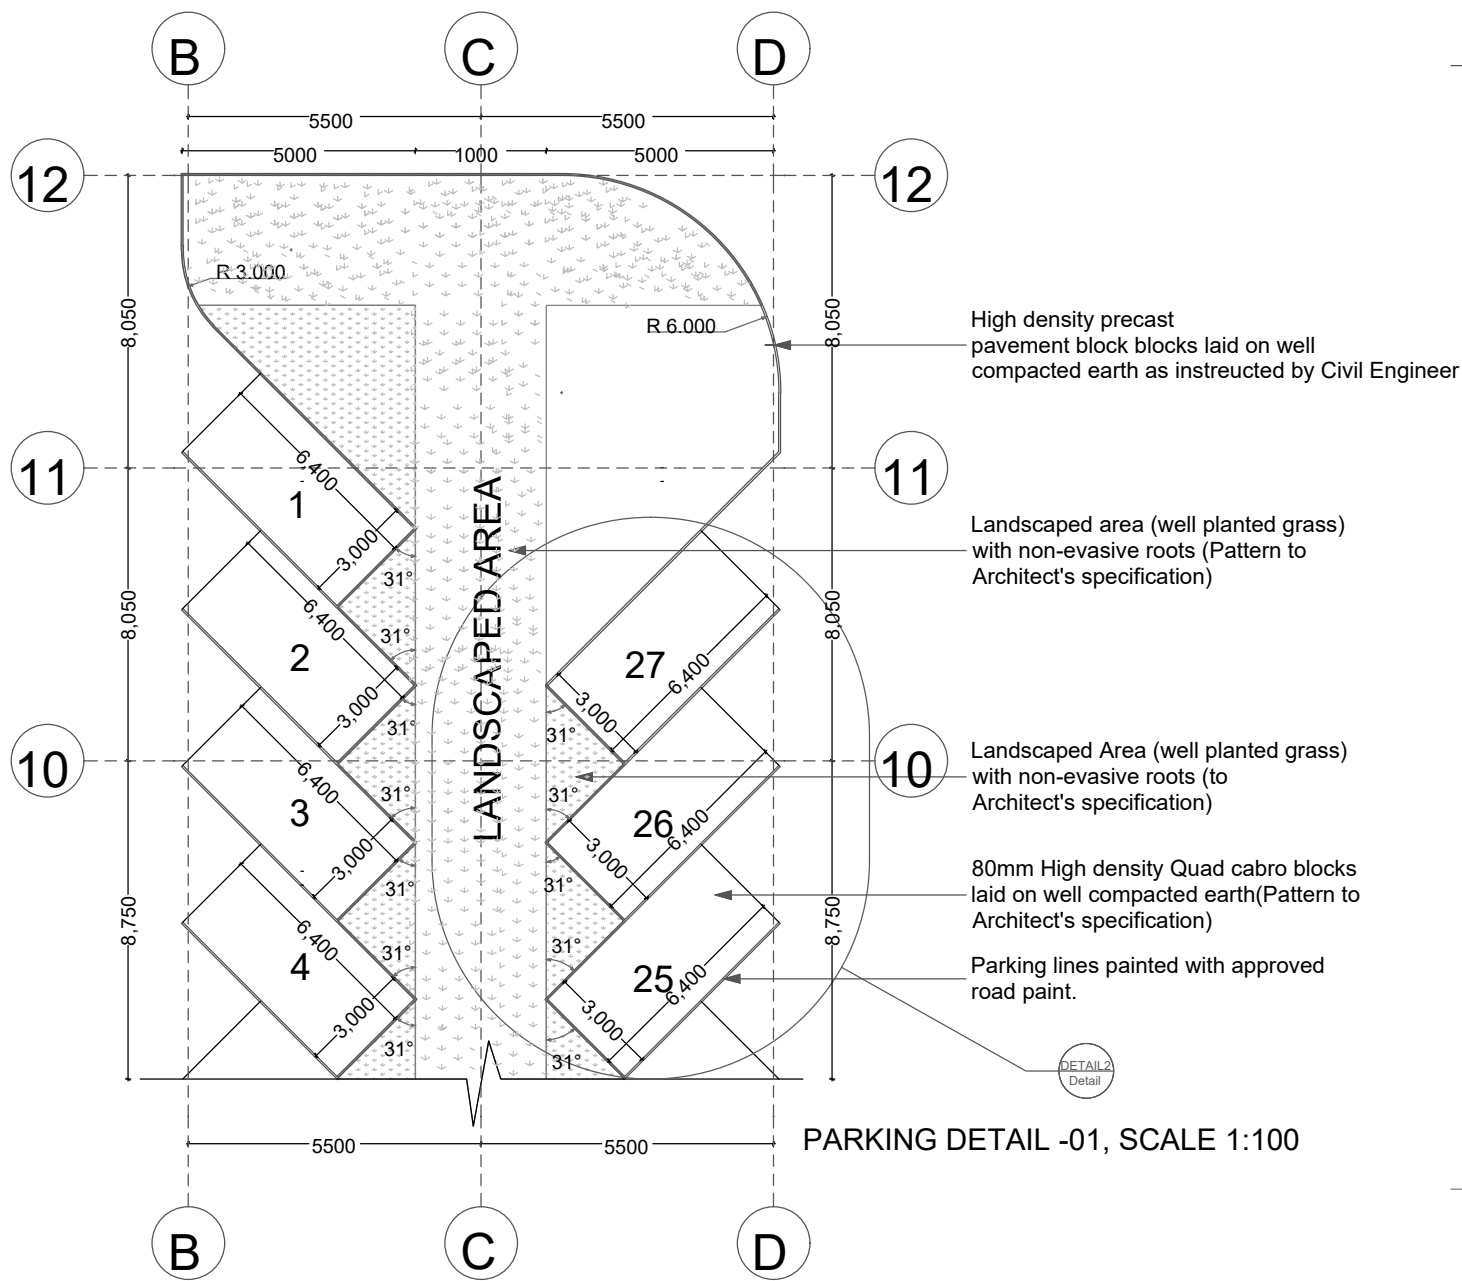 B C D
5500 5500
5000 1000 5000
12 12
R 3.000
8,050 8,050
R 6.000
High density precast
pavement block blocks laid on well
compacted earth as instreucted by Civil Engineer
11 11
6,400
1
3,000
31°
LANDSCAPED AREA
Landscaped area (well planted grass)
with non-evasive roots (Pattern to
Architect's specification)
8,050 8,050
6,400
2
31°
3,000
31°
27
6,400
3,000
31°
10 10
Landscaped Area (well planted grass)
with non-evasive roots (to
Architect's specification)
6,400
3
31°
3,000
31°
31°
26
6,400
3,000
31°
80mm High density Quad cabro blocks
laid on well compacted earth(Pattern to
Architect's specification)
8,750 8,750
6,400
4
31°
3,000
31°
31°
25
6,400
3,000
31°
Parking lines painted with approved
road paint.
DETAIL2
Detail
PARKING DETAIL -01, SCALE 1:100
5500 5500
B C D